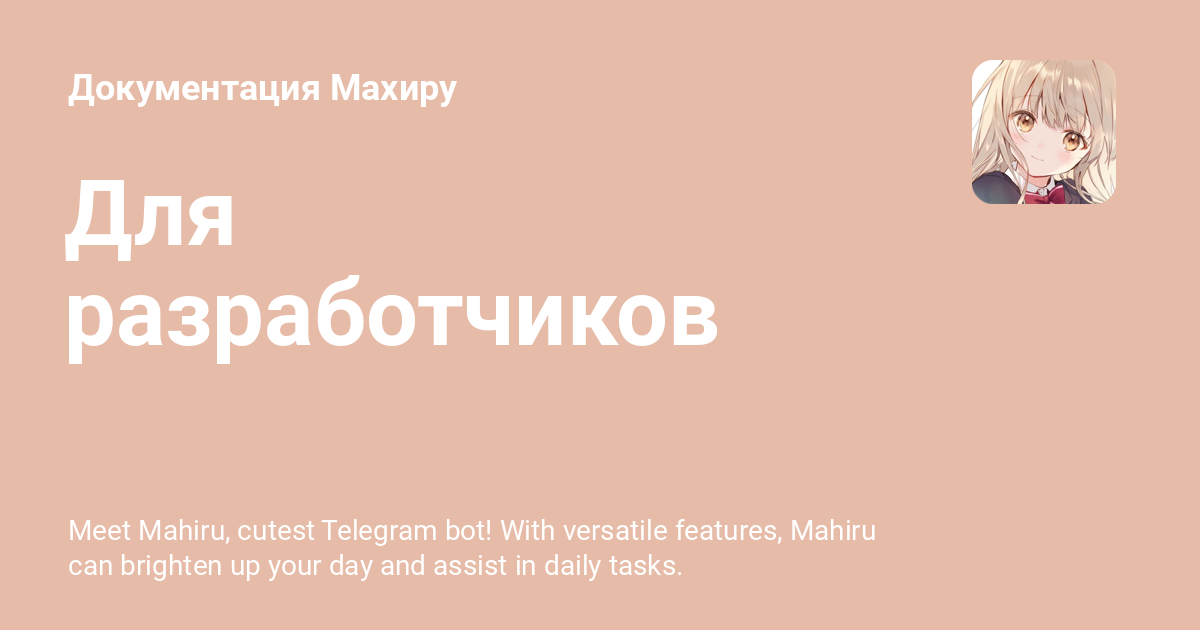 Документация Махиру
Для
разработчиков
Meet Mahiru, cutest Telegram bot! With versatile features, Mahiru
can brighten up your day and assist in daily tasks.